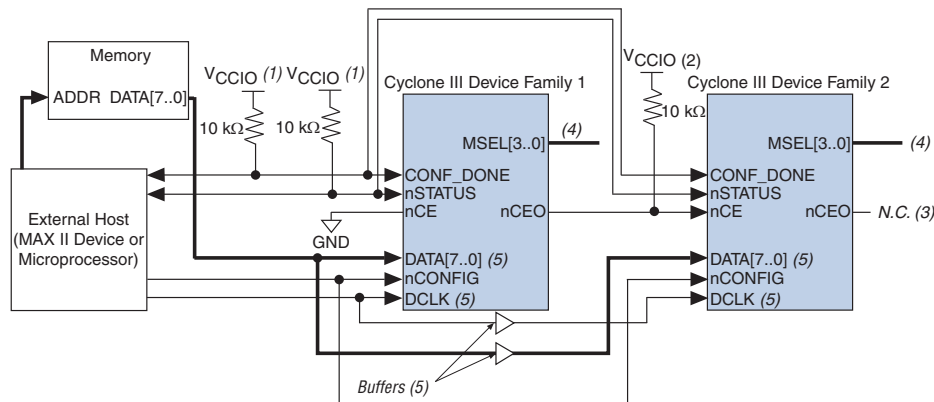 Memory
ADDR DATA[7..0]
VCCIO (1)
VCCIO (1)
10 kΩ
10 kΩ
Cyclone III Device Family 1
MSEL[3..0]
(4)
CONF_DONE
nSTATUS
nCE
nCEO
GND
DATA[7..0] (5)
nCONFIG
DCLK (5)
External Host
(MAX II Device or
Microprocessor)
VCCIO (2)
10 kΩ
Cyclone III Device Family 2
MSEL[3..0]
(4)
CONF_DONE
nSTATUS
nCE
nCEO
N.C. (3)
DATA[7..0] (5)
nCONFIG
DCLK (5)
Buffers (5)